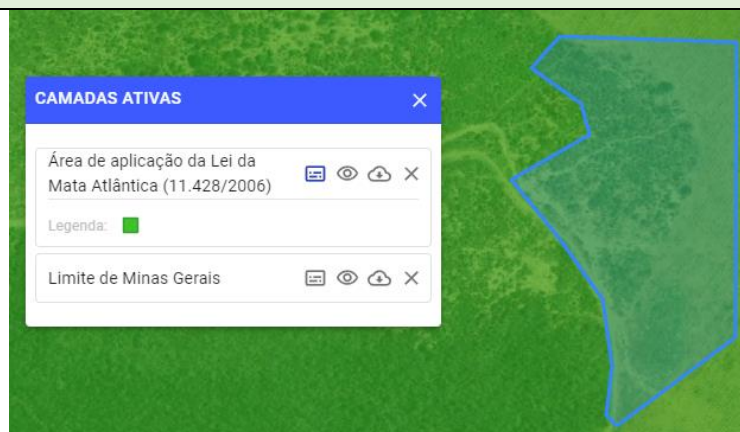 CAMADAS ATIVAS
Área de aplicação da Lei da
Mata Atlântica (11.428/2006)
Legenda:
Limite de Minas Gerais